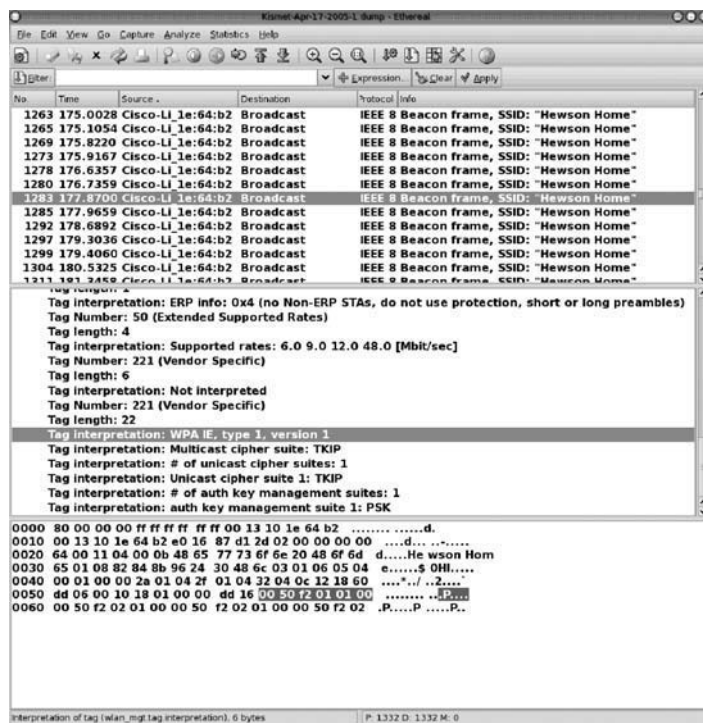 Kismet-Apr-17-2005-1.dump - Ethereal
File Edit View Go Capture Analyze Statistics Help
Filter: Expression... Clear Apply
No. Time Source . Destination Protocol Info
1263 175.0028 Cisco-Li_1e:64:b2 Broadcast IEEE 8 Beacon frame, SSID: "Hewson Home"
1265 175.1054 Cisco-Li_1e:64:b2 Broadcast IEEE 8 Beacon frame, SSID: "Hewson Home"
1269 175.8220 Cisco-Li_1e:64:b2 Broadcast IEEE 8 Beacon frame, SSID: "Hewson Home"
1273 175.9167 Cisco-Li_1e:64:b2 Broadcast IEEE 8 Beacon frame, SSID: "Hewson Home"
1278 176.6357 Cisco-Li_1e:64:b2 Broadcast IEEE 8 Beacon frame, SSID: "Hewson Home"
1280 176.7359 Cisco-Li_1e:64:b2 Broadcast IEEE 8 Beacon frame, SSID: "Hewson Home"
1283 177.8700 Cisco-Li_1e:64:b2 Broadcast IEEE 8 Beacon frame, SSID: "Hewson Home"
1285 177.9659 Cisco-Li_1e:64:b2 Broadcast IEEE 8 Beacon frame, SSID: "Hewson Home"
1292 178.6892 Cisco-Li_1e:64:b2 Broadcast IEEE 8 Beacon frame, SSID: "Hewson Home"
1297 179.3036 Cisco-Li_1e:64:b2 Broadcast IEEE 8 Beacon frame, SSID: "Hewson Home"
1299 179.4060 Cisco-Li_1e:64:b2 Broadcast IEEE 8 Beacon frame, SSID: "Hewson Home"
1304 180.5325 Cisco-Li_1e:64:b2 Broadcast IEEE 8 Beacon frame, SSID: "Hewson Home"
1311 181.3458 Cisco-Li_1e:64:b2 Broadcast IEEE 8 Beacon frame, SSID: "Hewson Home"
Tag length: 1
Tag interpretation: ERP info: 0x4 (no Non-ERP STAs, do not use protection, short or long preambles)
Tag Number: 50 (Extended Supported Rates)
Tag length: 4
Tag interpretation: Supported rates: 6.0 9.0 12.0 48.0 [Mbit/sec]
Tag Number: 221 (Vendor Specific)
Tag length: 6
Tag interpretation: Not interpreted
Tag Number: 221 (Vendor Specific)
Tag length: 22
Tag interpretation: WPA IE, type 1, version 1
Tag interpretation: Multicast cipher suite: TKIP
Tag interpretation: # of unicast cipher suites: 1
Tag interpretation: Unicast cipher suite 1: TKIP
Tag interpretation: # of auth key management suites: 1
Tag interpretation: auth key management suite 1: PSK
0000 80 00 00 00 ff ff ff ff ff ff 00 13 10 1e 64 b2 ........ ......d.
0010 00 13 10 1e 64 b2 e0 16 87 d1 2d 02 00 00 00 00 ....d... ..-.....
0020 64 00 11 04 00 0b 48 65 77 73 6f 6e 20 48 6f 6d d.....He wson Hom
0030 65 01 08 82 84 8b 96 24 30 48 6c 03 01 06 05 04 e......$ 0Hl.....
0040 00 01 00 00 2a 01 04 2f 01 04 32 04 0c 12 18 60 ....*../ ..2....`
0050 dd 06 00 10 18 01 00 00 dd 16 00 50 f2 01 01 00 ........ ...P....
0060 00 50 f2 02 01 00 00 50 f2 02 01 00 00 50 f2 02 .P.....P .....P..
Interpretation of tag (wlan_mgt.tag.interpretation), 6 bytes P: 1332 D: 1332 M: 0